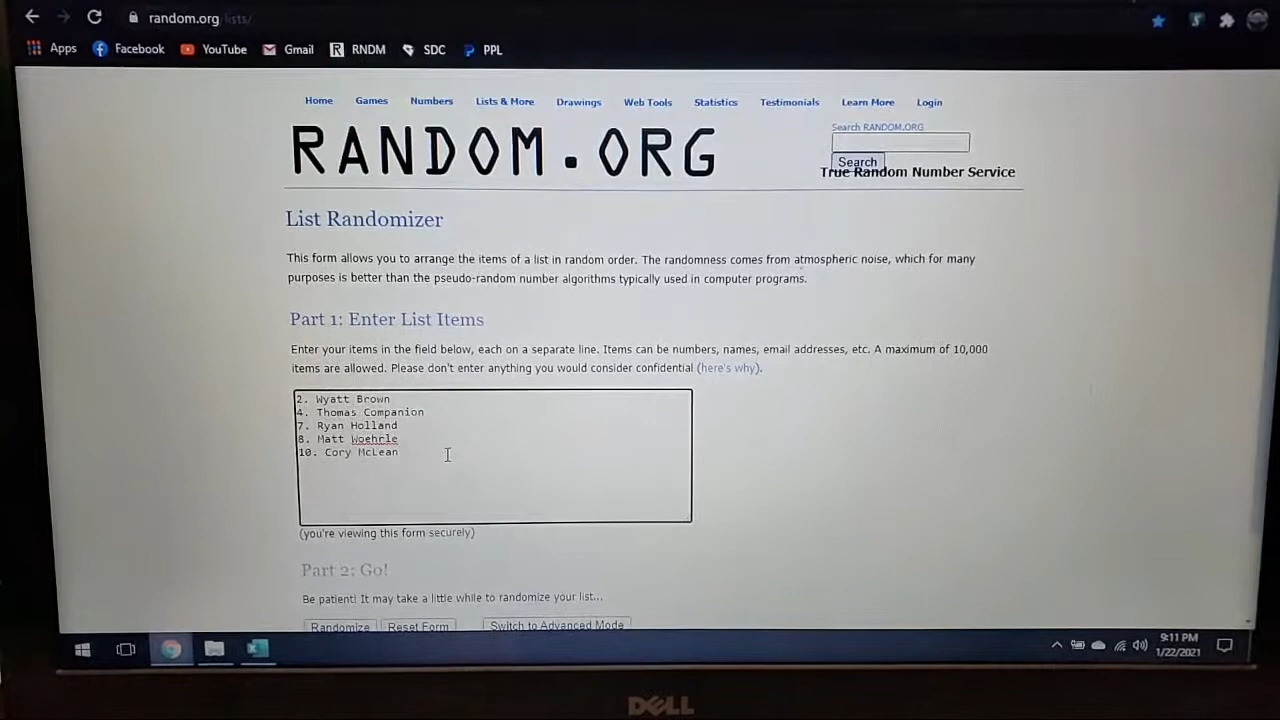 random.org/lists/
Apps Facebook YouTube Gmail RNDM SDC PPL
Home Games Numbers Lists & More Drawings Web Tools Statistics Testimonials Learn More Login
RANDOM.ORG
Search RANDOM.ORG
Search
True Random Number Service
List Randomizer
This form allows you to arrange the items of a list in random order. The randomness comes from atmospheric noise, which for many
purposes is better than the pseudo-random number algorithms typically used in computer programs.
Part 1: Enter List Items
Enter your items in the field below, each on a separate line. Items can be numbers, names, email addresses, etc. A maximum of 10,000
items are allowed. Please don't enter anything you would consider confidential (here's why).
2. Wyatt Brown
4. Thomas Companion
7. Ryan Holland
8. Matt Woehrle
10. Cory McLean
(you're viewing this form securely)
Part 2: Go!
Be patient! It may take a little while to randomize your list...
Randomize Reset Form Switch to Advanced Mode
9:11 PM
1/22/2021
DELL